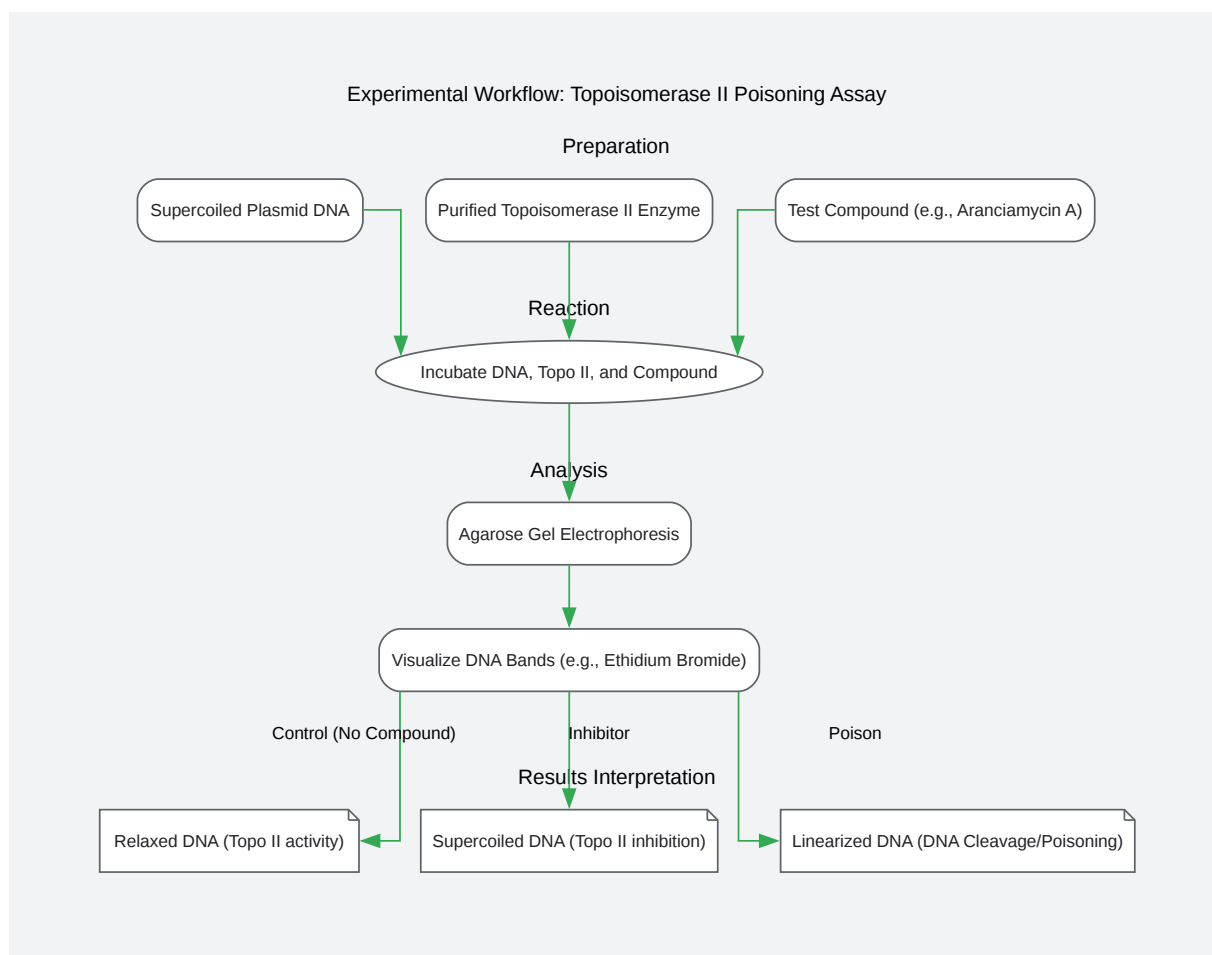 Experimental Workflow: Topoisomerase II Poisoning Assay
Preparation
Supercoiled Plasmid DNA
Purified Topoisomerase II Enzyme
Test Compound (e.g., Aranciamycin A)
Reaction
Incubate DNA, Topo II, and Compound
Analysis
Agarose Gel Electrophoresis
Visualize DNA Bands (e.g., Ethidium Bromide)
Control (No Compound)
Inhibitor
Poison
Results Interpretation
Relaxed DNA (Topo II activity)
Supercoiled DNA (Topo II inhibition)
Linearized DNA (DNA Cleavage/Poisoning)